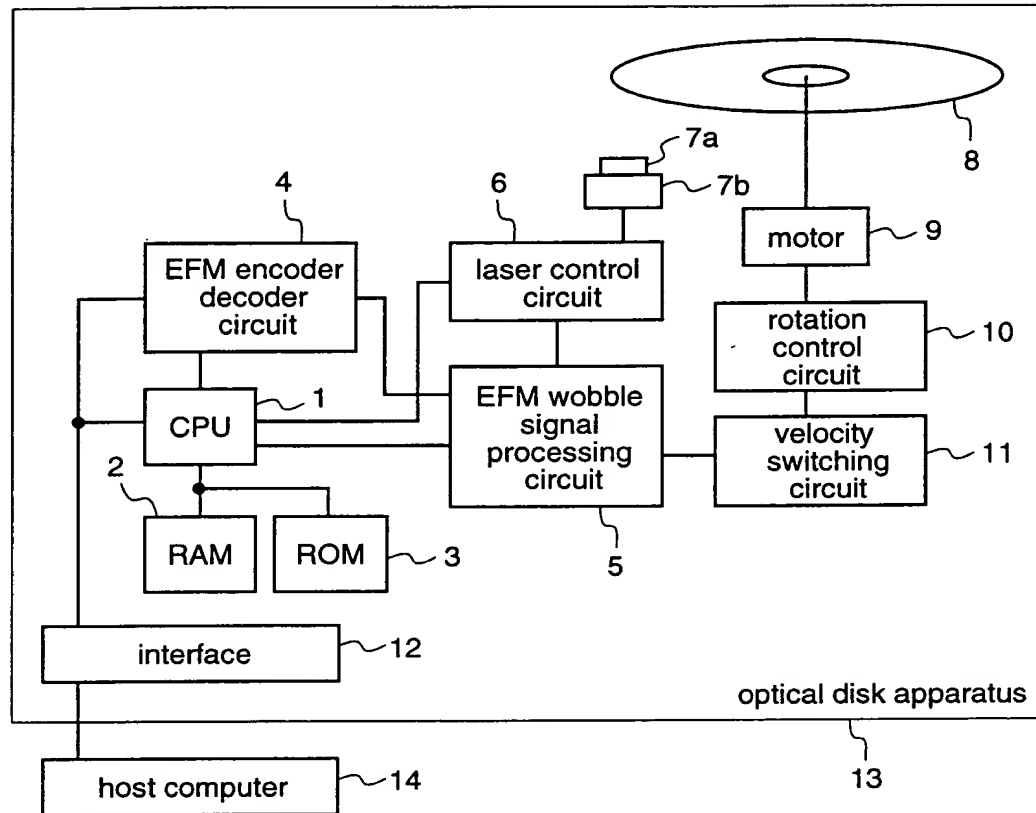 8
7a
7b
4
6
EFM encoder
decoder
circuit
laser control
circuit
motor
9
rotation
control
circuit
10
1
CPU
EFM wobble
signal
processing
circuit
velocity
switching
circuit
11
2
RAM
ROM
3
5
interface
12
optical disk apparatus
13
host computer
14